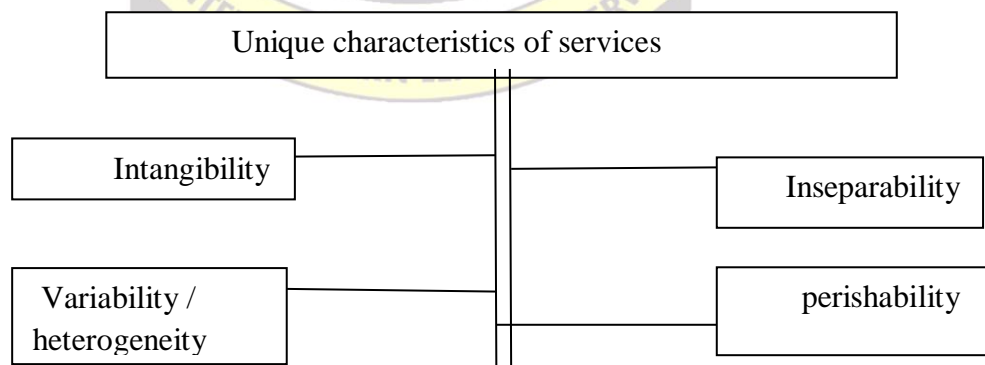 Unique characteristics of services
Intangibility
Inseparability
Variability /
heterogeneity
perishability